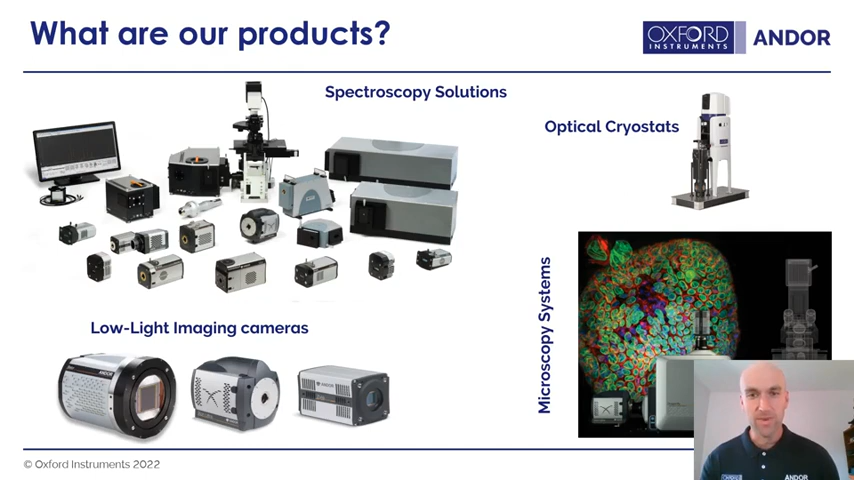 What are our products?
OXFORD
INSTRUMENTS
ANDOR
Spectroscopy Solutions
Optical Cryostats
Microscopy Systems
Low-Light Imaging cameras
ANDOR
ANDOR
© Oxford Instruments 2022
ANDOR